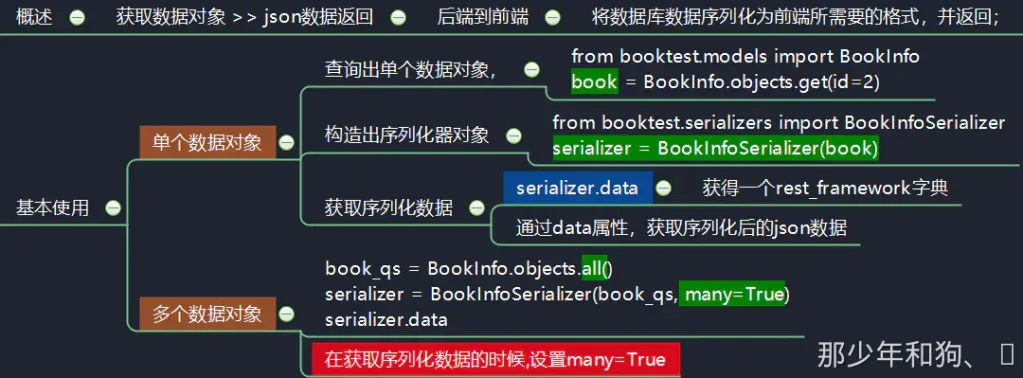 概述
获取数据对象 >> json数据返回
后端到前端
将数据库数据序列化为前端所需要的格式，并返回；
基本使用
单个数据对象
查询出单个数据对象，
from booktest.models import BookInfo
book = BookInfo.objects.get(id=2)
构造出序列化器对象
from booktest.serializers import BookInfoSerializer
serializer = BookInfoSerializer(book)
获取序列化数据
serializer.data
获得一个rest_framework字典
通过data属性，获取序列化后的json数据
多个数据对象
book_qs = BookInfo.objects.all()
serializer = BookInfoSerializer(book_qs, many=True)
serializer.data
在获取序列化数据的时候,设置many=True
那少年和狗、